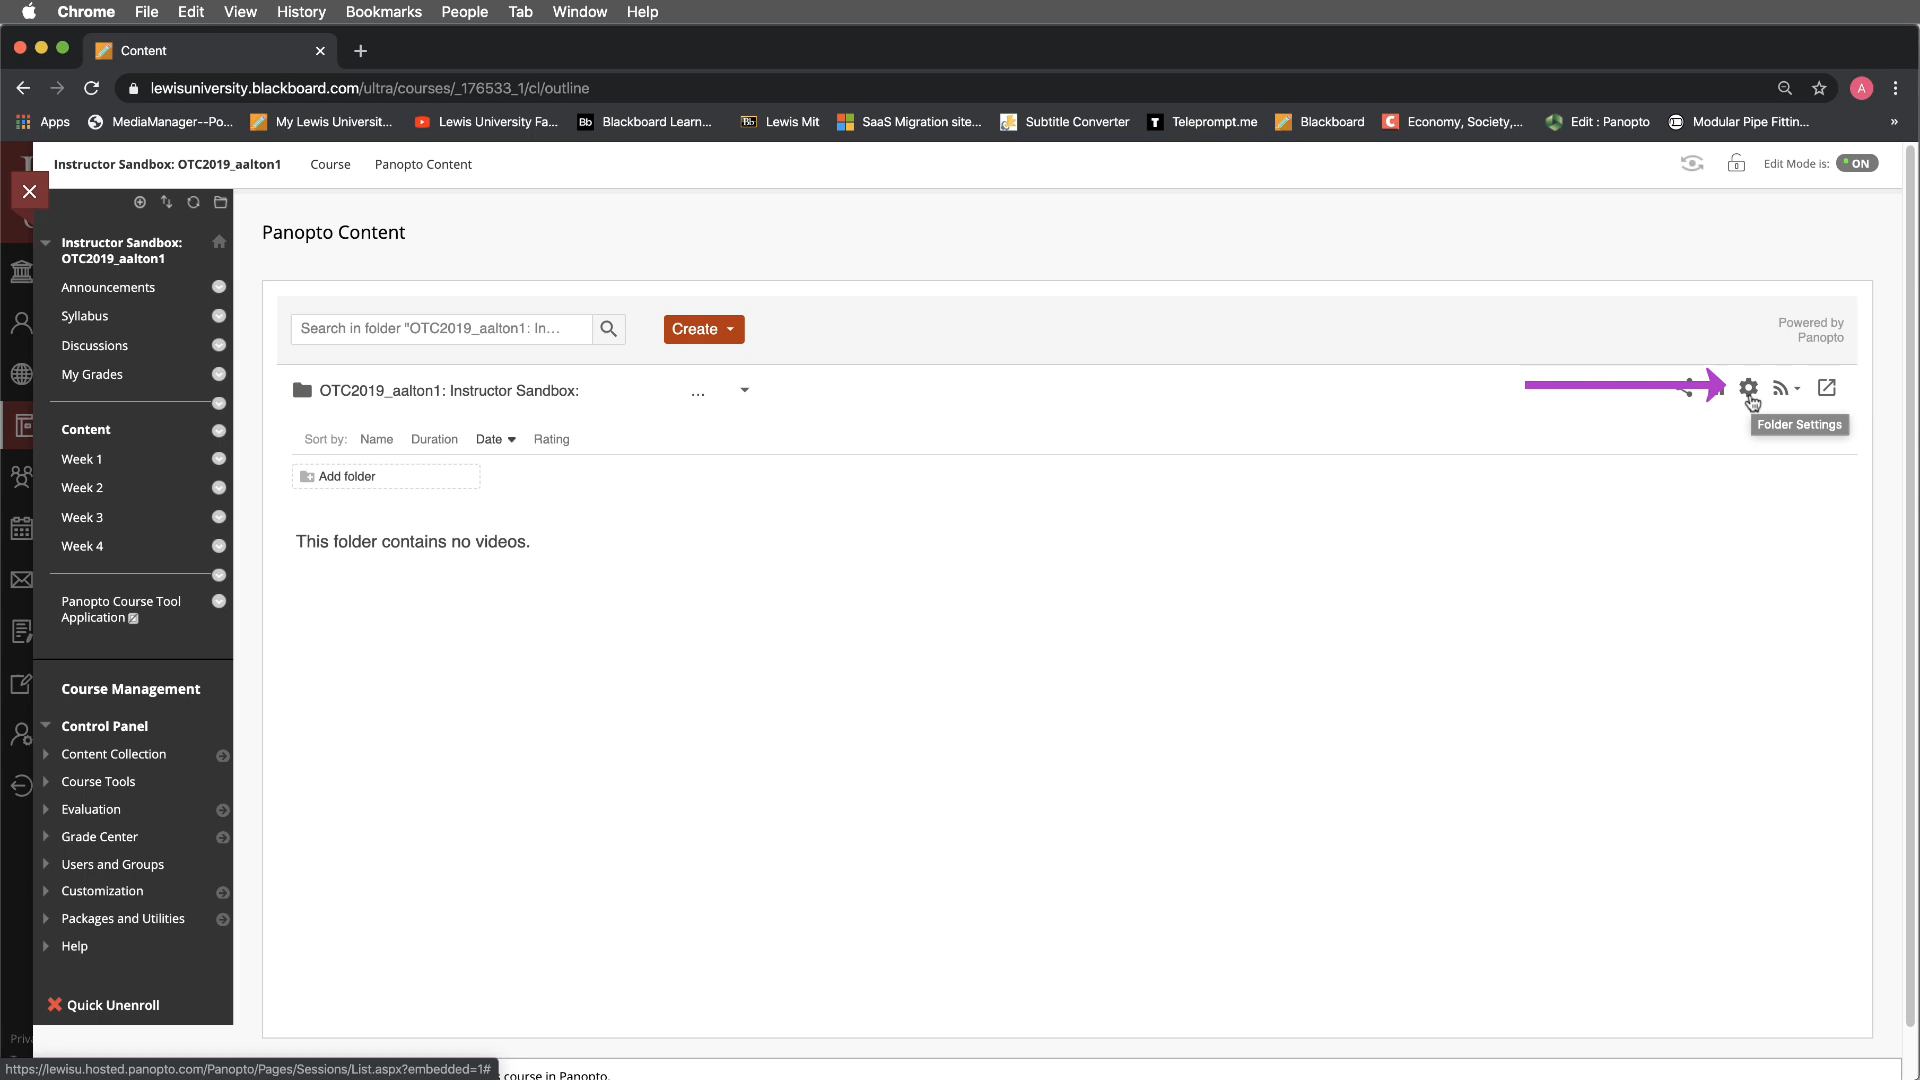 Chrome File Edit View History Bookmarks People Tab Window Help
Content
lewisuniversity.blackboard.com/ultra/courses/_176533_1/cl/outline
A
Apps MediaManager--Po... My Lewis Universit... Lewis University Fa... Bb Blackboard Learn... Bb Lewis Mit SaaS Migration site... Subtitle Converter T Teleprompt.me Blackboard C Economy, Society,... Edit : Panopto Modular Pipe Fittin... »
Instructor Sandbox: OTC2019_aalton1 Course Panopto Content
Edit Mode is: ON
Instructor Sandbox:
OTC2019_aalton1
Announcements
Syllabus
Discussions
My Grades
Content
Week 1
Week 2
Week 3
Week 4
Panopto Course Tool
Application
Course Management
Control Panel
Content Collection
Course Tools
Evaluation
Grade Center
Users and Groups
Customization
Packages and Utilities
Help
Quick Unenroll
Priv
Panopto Content
Search in folder "OTC2019_aalton1: In...
Create
Powered by
Panopto
OTC2019_aalton1: Instructor Sandbox: ...
Folder Settings
Sort by: Name Duration Date Rating
Add folder
This folder contains no videos.
https://lewisu.hosted.panopto.com/Panopto/Pages/Sessions/List.aspx?embedded=1#
s course in Panopto.